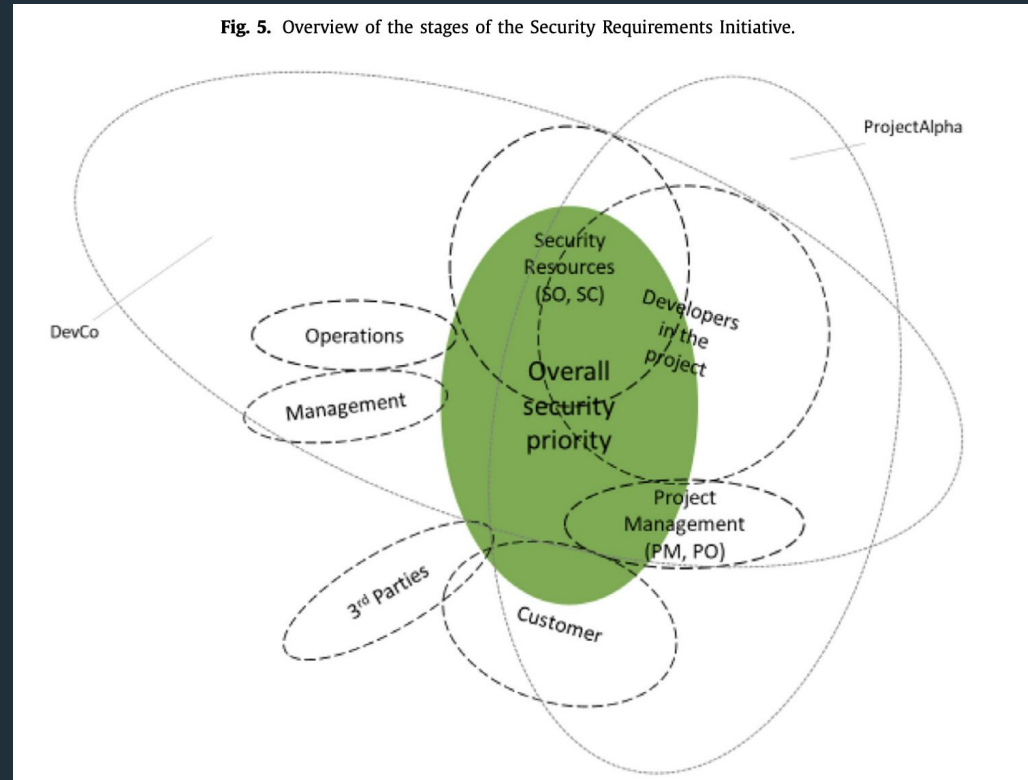 Fig. 5. Overview of the stages of the Security Requirements Initiative.
ProjectAlpha
Security
Resources
(SO, SC)
Developers
in the
project
DevCo
Operations
Management
Overall
security
priority
Project
Management
(PM, PO)
3rd Parties
Customer